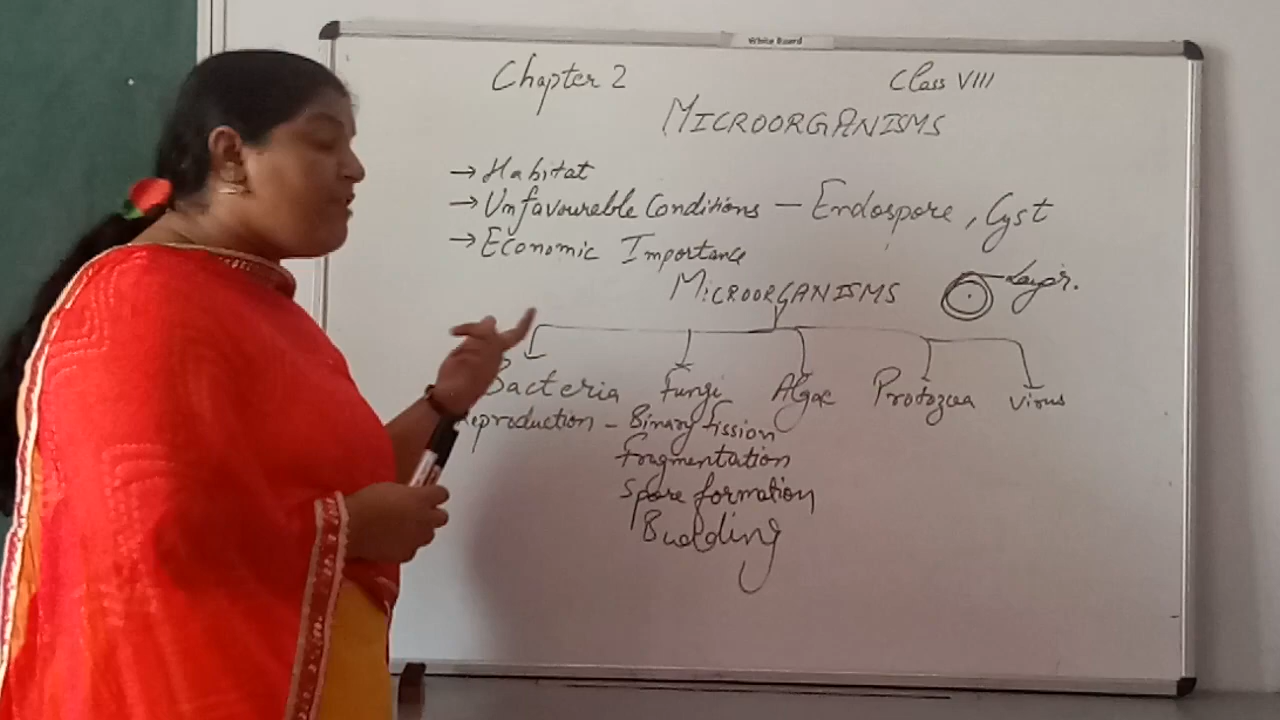 White Board
Chapter 2 Class VIII
MICROORGANISMS
→ Habitat
→ Unfavourable Conditions – Endospore, Cyst
→ Economic Importance
MICROORGANISMS Layer.
Bacteria Fungi Algae Protozoa Virus
Reproduction – Binary fission
fragmentation
Spore formation
Budding